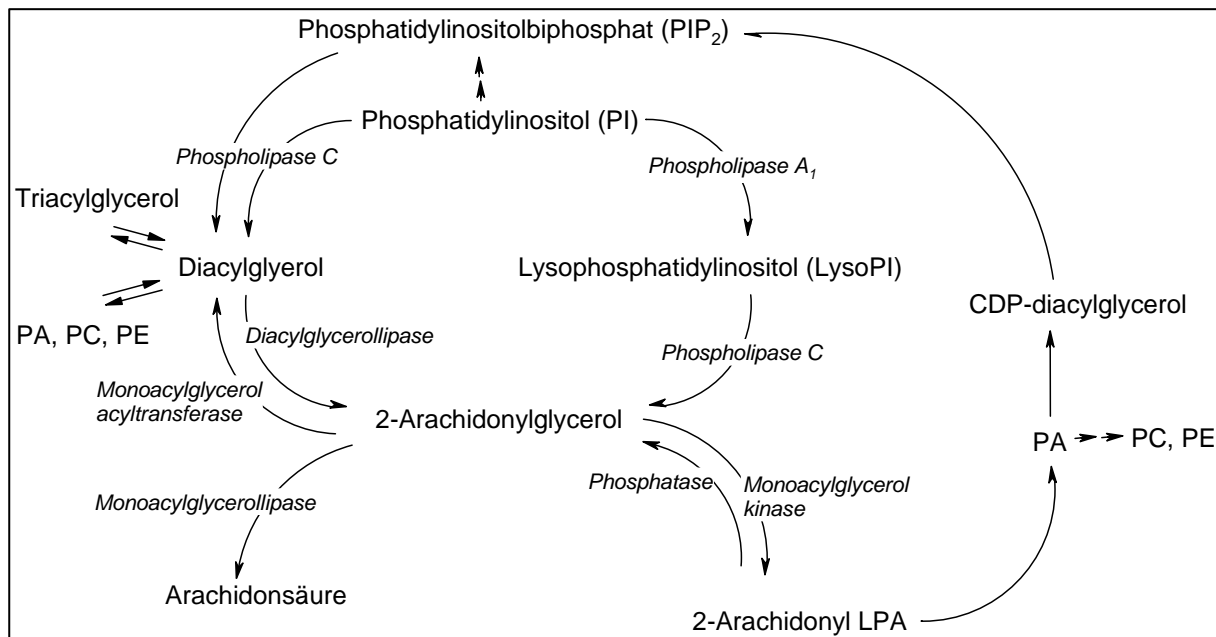 Phosphatidylinositolbiphosphat (PIP₂)
Phosphatidylinositol (PI)
Phospholipase C
Phospholipase A₁
Triacylglycerol
Diacylglyerol
Lysophosphatidylinositol (LysoPI)
CDP-diacylglycerol
PA, PC, PE
Diacylglycerollipase
Phospholipase C
Monoacylglycerol
acyltransferase
2-Arachidonylglycerol
PA
PC, PE
Monoacylglycerollipase
Phosphatase
Monoacylglycerol
kinase
Arachidonsäure
2-Arachidonyl LPA